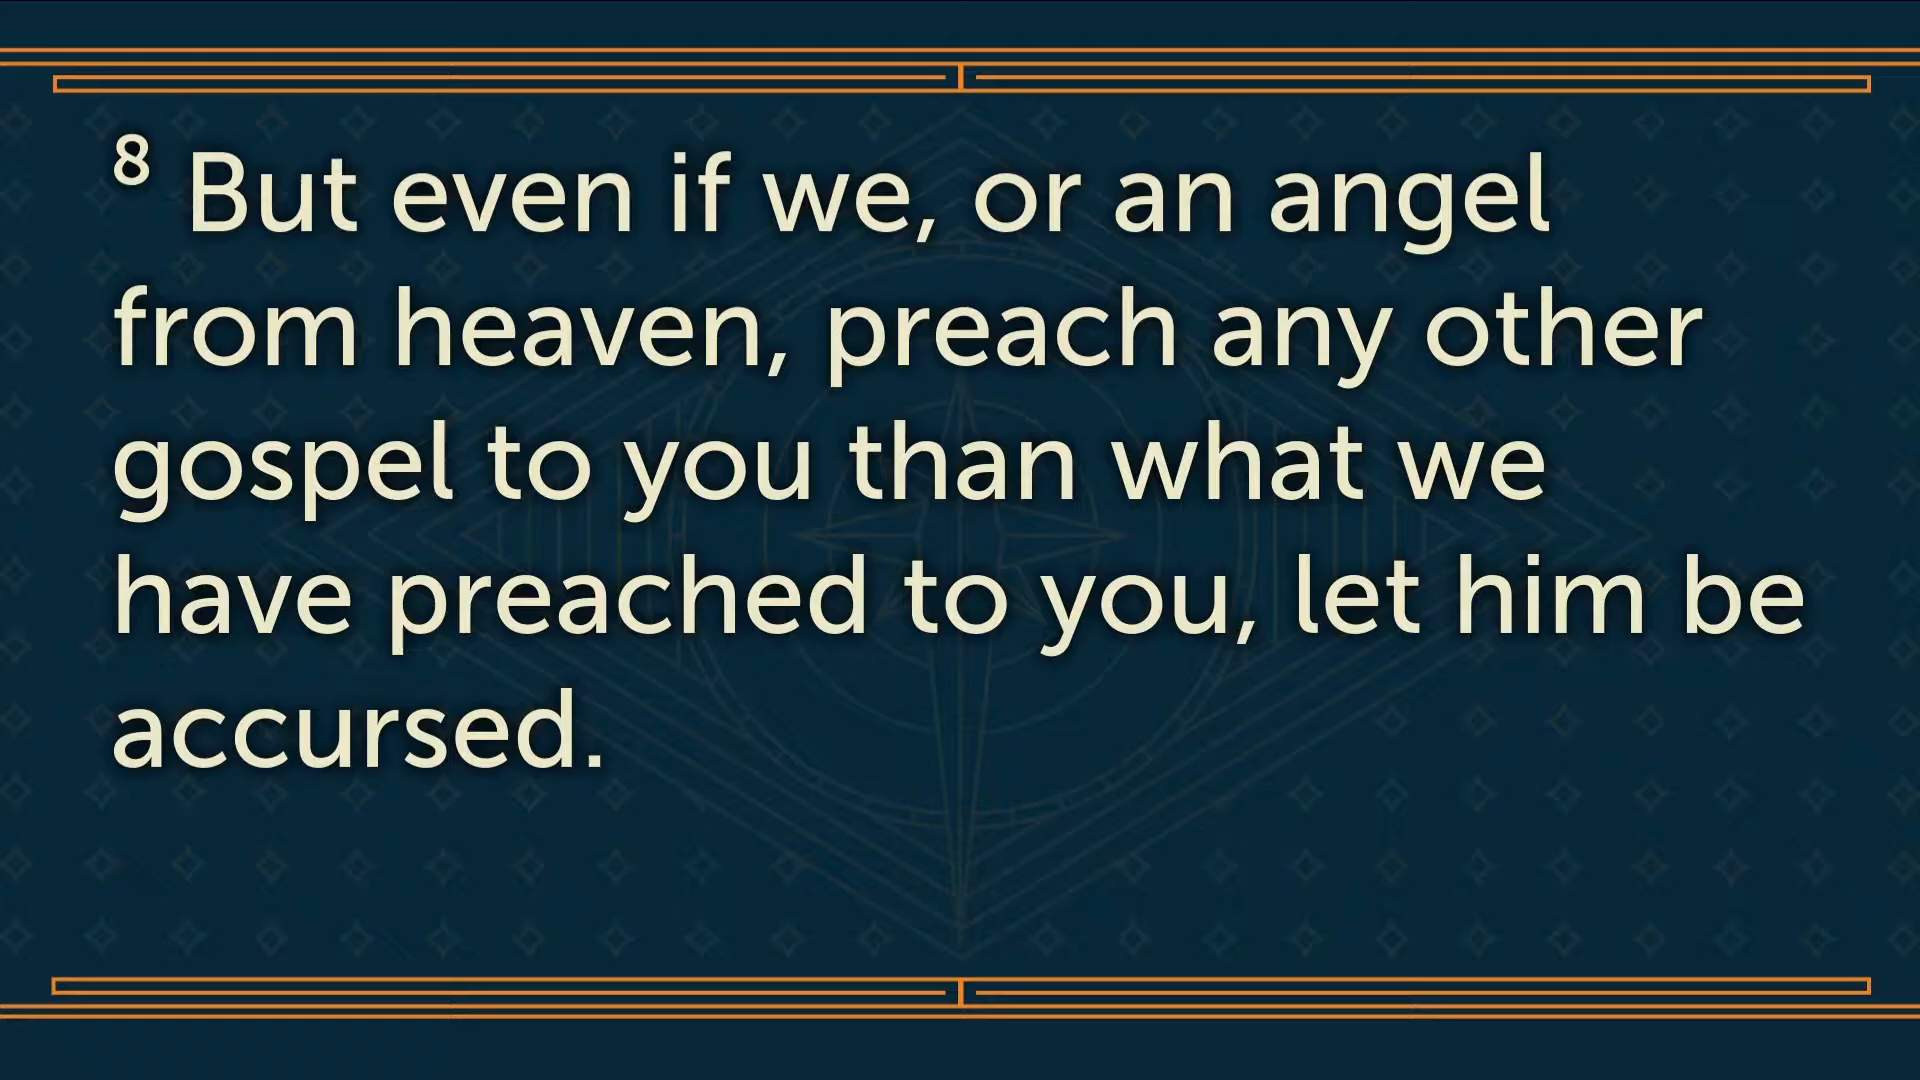 8 But even if we, or an angel
from heaven, preach any other
gospel to you than what we
have preached to you, let him be
accursed.